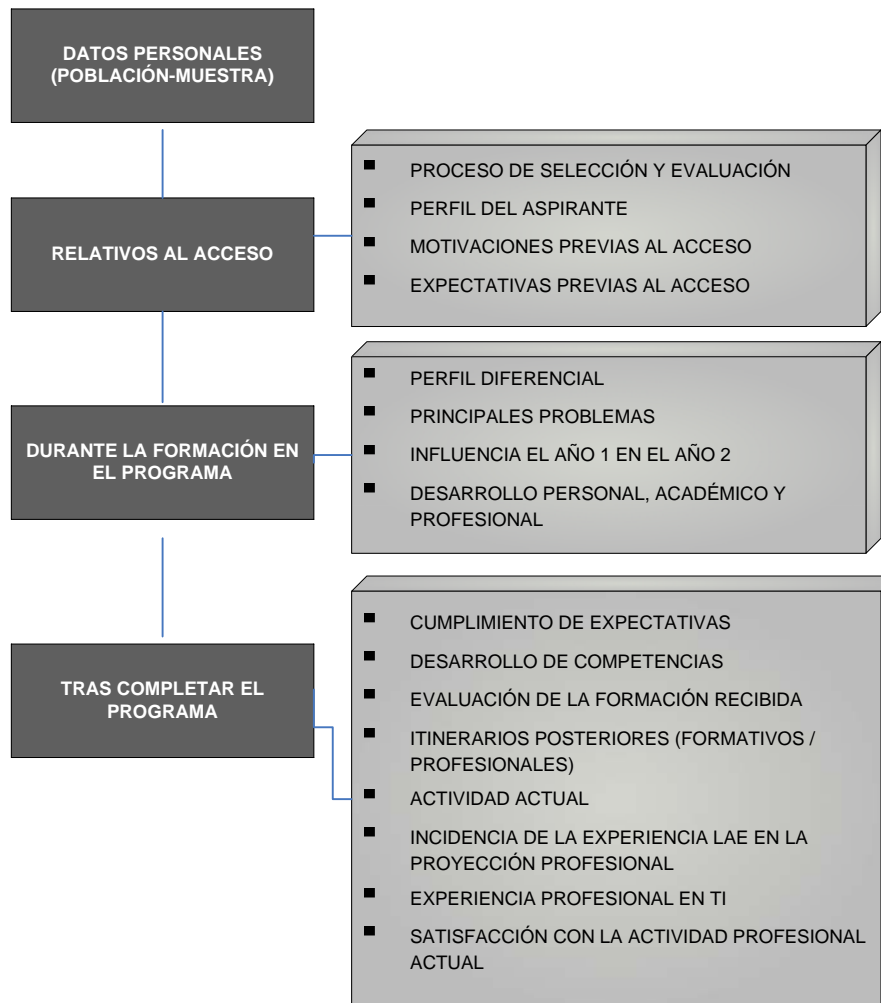 DATOS PERSONALES
(POBLACIÓN-MUESTRA)
RELATIVOS AL ACCESO
PROCESO DE SELECCIÓN Y EVALUACIÓN
PERFIL DEL ASPIRANTE
MOTIVACIONES PREVIAS AL ACCESO
EXPECTATIVAS PREVIAS AL ACCESO
DURANTE LA FORMACIÓN EN
EL PROGRAMA
PERFIL DIFERENCIAL
PRINCIPALES PROBLEMAS
INFLUENCIA EL AÑO 1 EN EL AÑO 2
DESARROLLO PERSONAL, ACADÉMICO Y
PROFESIONAL
TRAS COMPLETAR EL
PROGRAMA
CUMPLIMIENTO DE EXPECTATIVAS
DESARROLLO DE COMPETENCIAS
EVALUACIÓN DE LA FORMACIÓN RECIBIDA
ITINERARIOS POSTERIORES (FORMATIVOS /
PROFESIONALES)
ACTIVIDAD ACTUAL
INCIDENCIA DE LA EXPERIENCIA LAE EN LA
PROYECCIÓN PROFESIONAL
EXPERIENCIA PROFESIONAL EN TI
SATISFACCIÓN CON LA ACTIVIDAD PROFESIONAL
ACTUAL